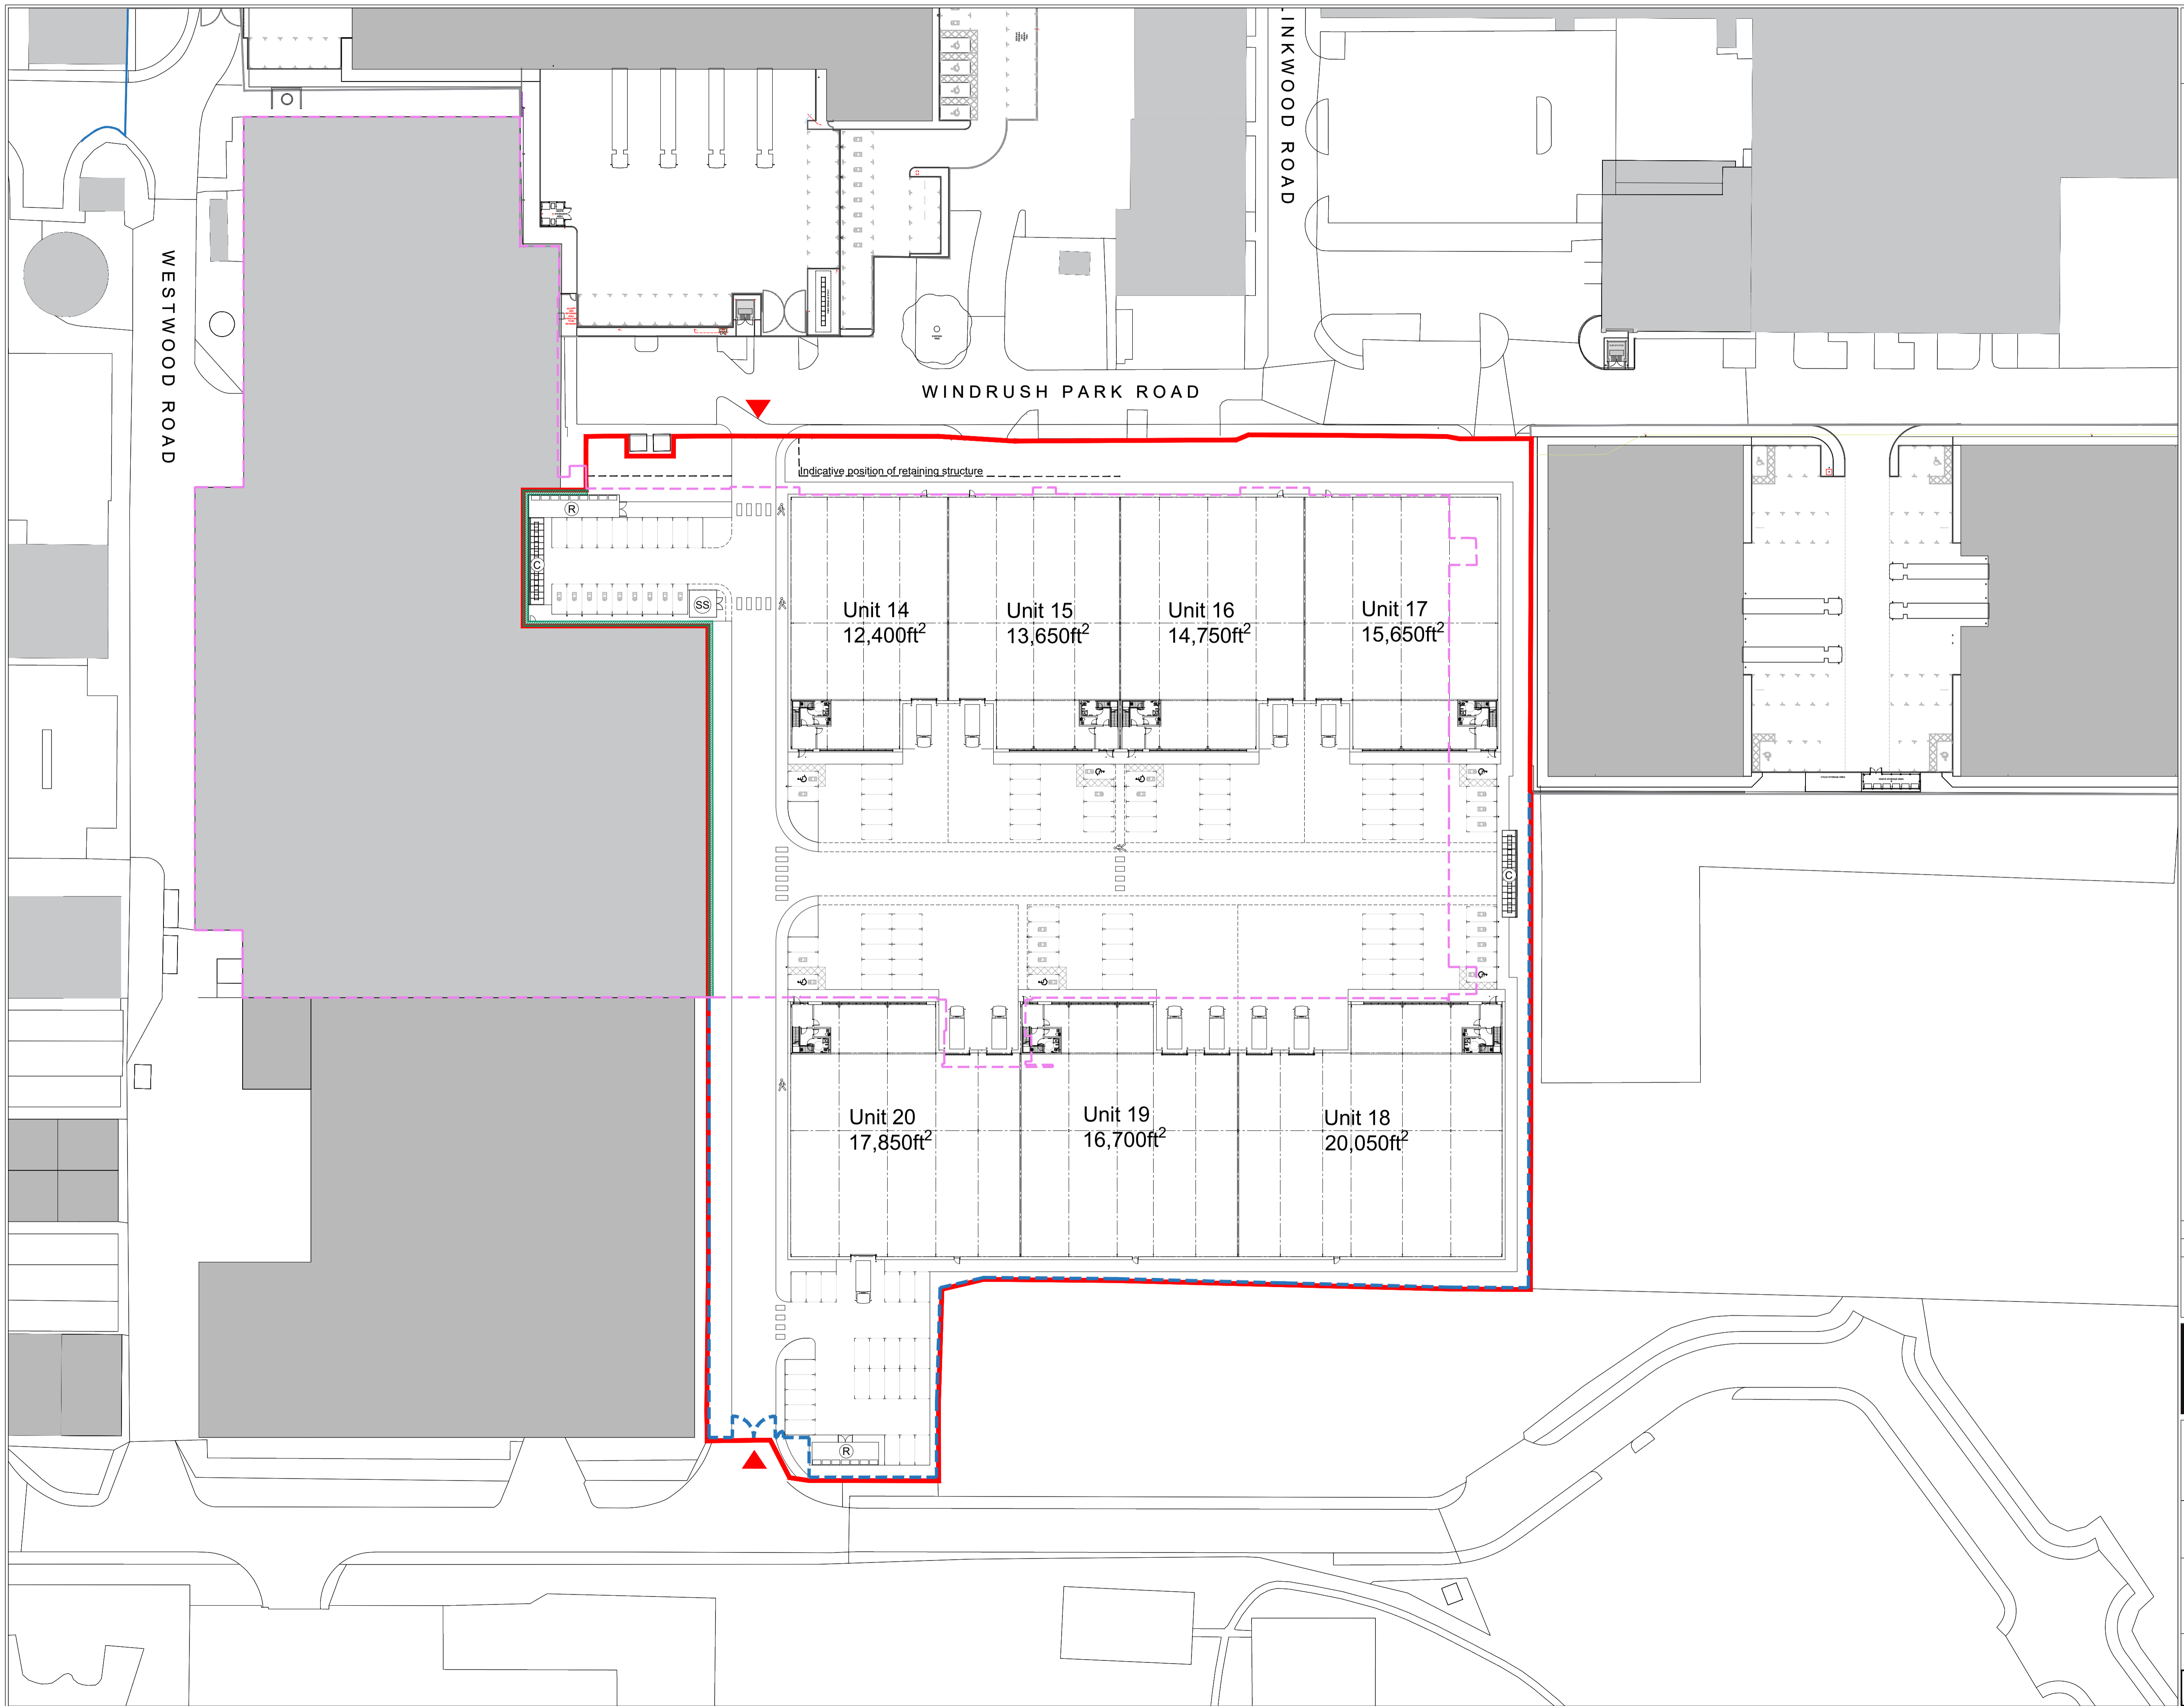 INKWOOD ROAD
WESTWOOD ROAD
WINDRUSH PARK ROAD
Indicative position of retaining structure
R
C
SS
Unit 14
12,400ft²
Unit 15
13,650ft²
Unit 16
14,750ft²
Unit 17
15,650ft²
C
Unit 20
17,850ft²
Unit 19
16,700ft²
Unit 18
20,050ft²
R